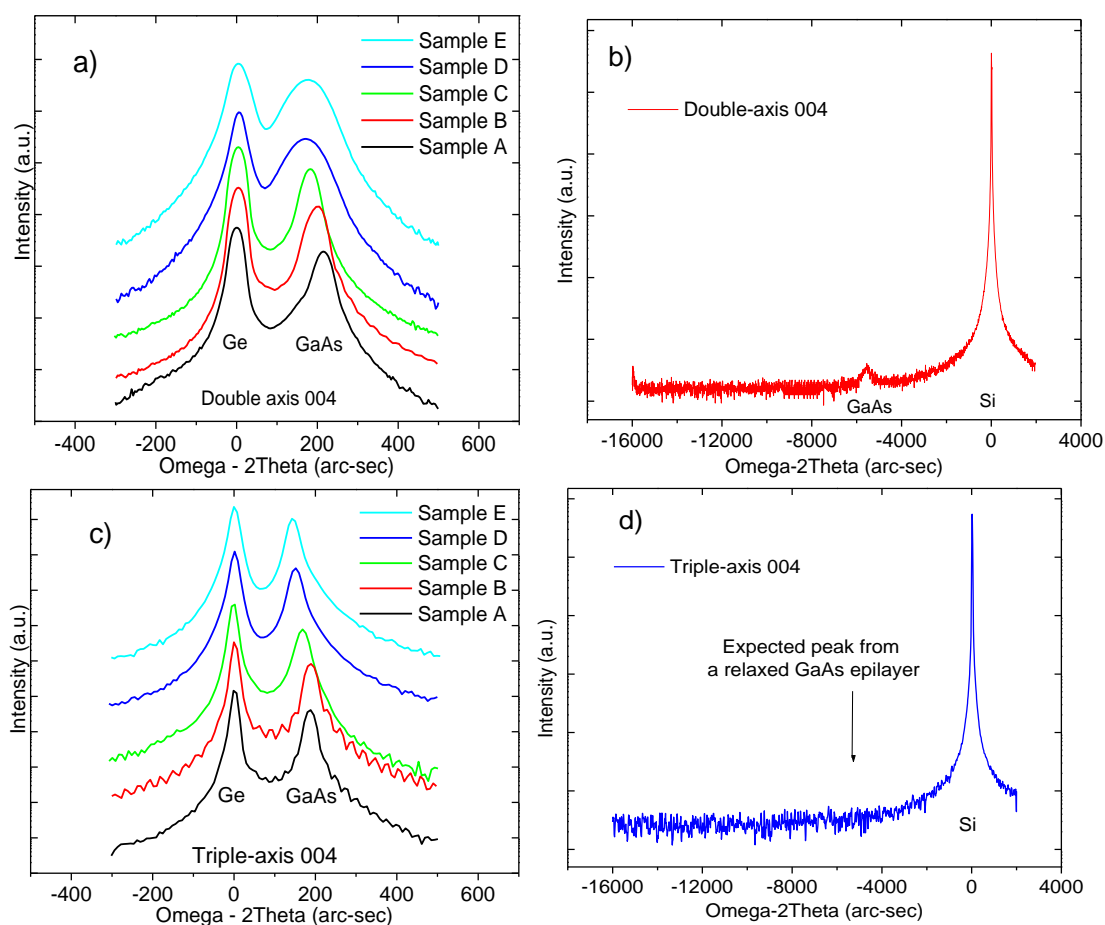 a)
Sample E
Sample D
Sample C
Sample B
Sample A
Ge
GaAs
Double axis 004
Intensity (a.u.)
-400
-200
0
200
400
600
Omega - 2Theta (arc-sec)
b)
Double-axis 004
GaAs
Si
Intensity (a.u.)
-16000
-12000
-8000
-4000
0
4000
Omega-2Theta (arc-sec)
c)
Sample E
Sample D
Sample C
Sample B
Sample A
Ge
GaAs
Triple-axis 004
Intensity (a.u.)
-400
-200
0
200
400
600
Omega - 2Theta (arc-sec)
d)
Triple-axis 004
Expected peak from
a relaxed GaAs epilayer
Si
Intensity (a.u.)
-16000
-12000
-8000
-4000
0
4000
Omega-2Theta (arc-sec)